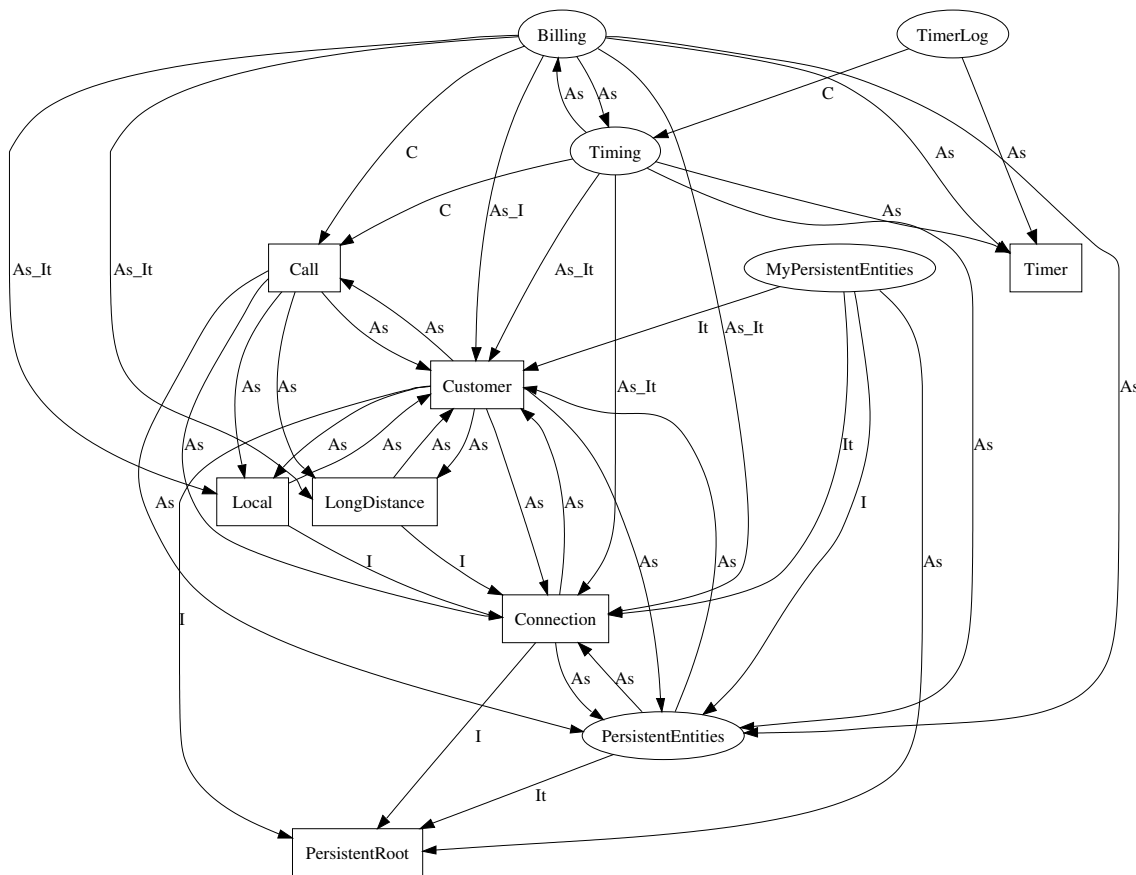 Billing
TimerLog
As
As
C
Timing
C
As
As
As_I
C
As
As_It
As_It
As_It
As
Call
MyPersistentEntities
Timer
As
As
It
As_It
Customer
As_It
As
As
As
As
As
As
As
It
As
Local
LongDistance
As
As
As
I
I
I
As
As
As
I
Connection
As
As
I
PersistentEntities
It
PersistentRoot